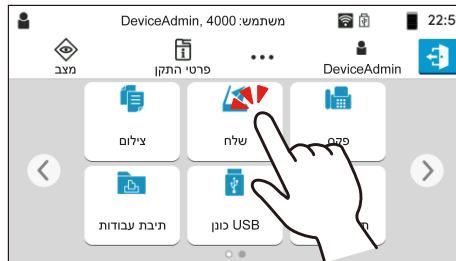 משתמש: DeviceAdmin, 4000
22:5
מצב
פרטי התקן
DeviceAdmin
צילום
שלח
פקס
תיבת עבודות
כונן USB